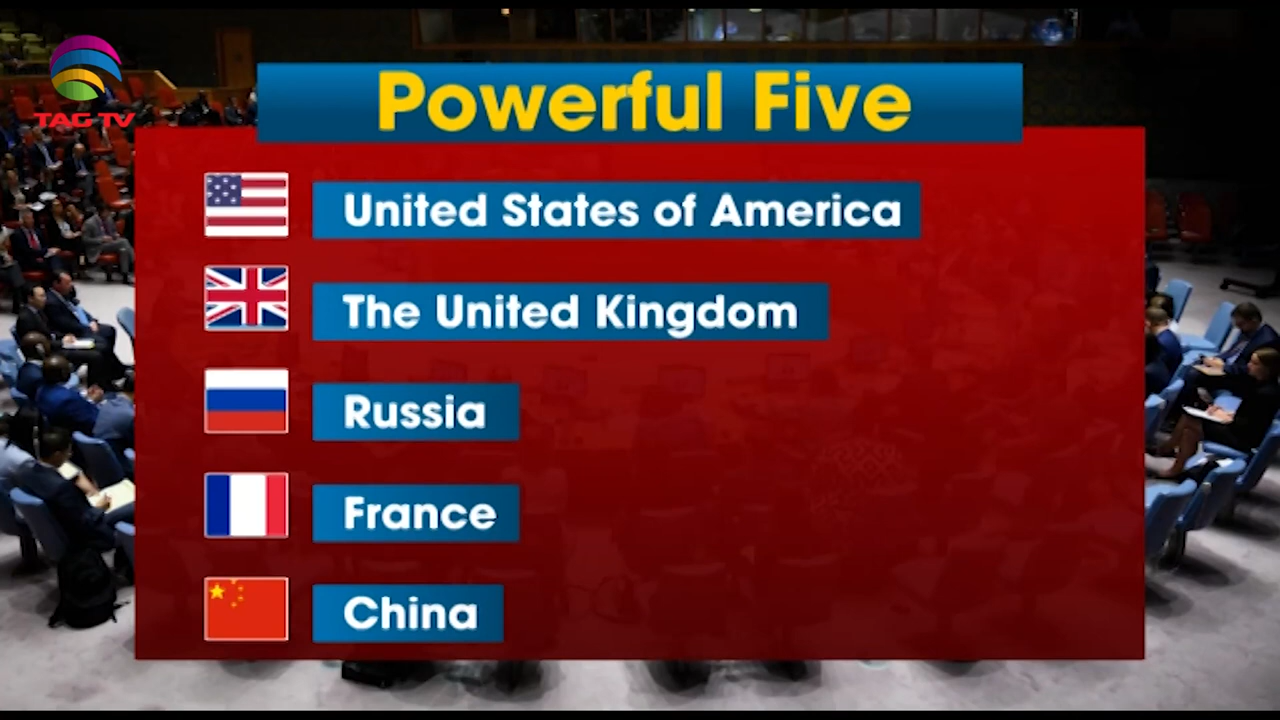 TAG TV
Powerful Five
United States of America
The United Kingdom
Russia
France
China